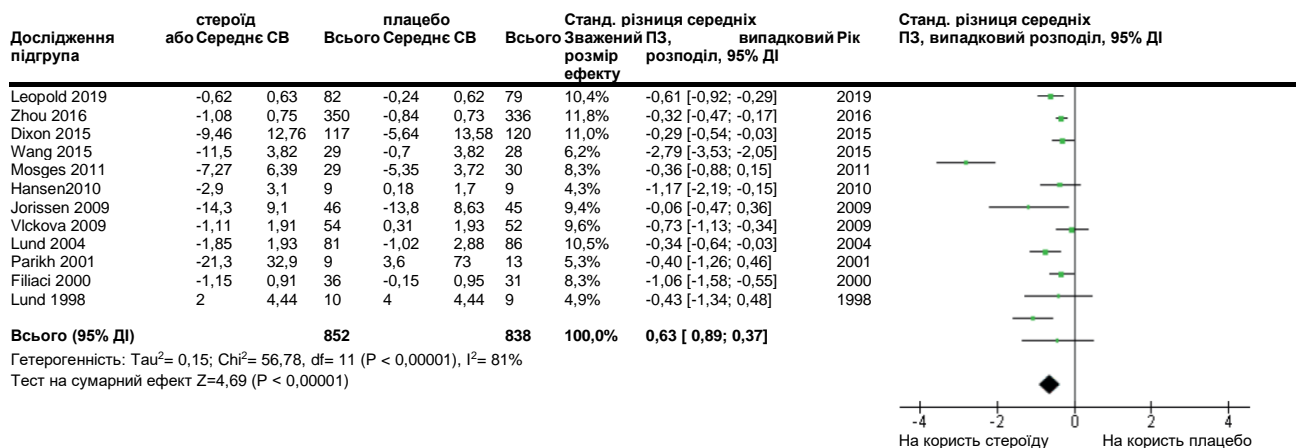 стероїд плацебо Станд. різниця середніх Станд. різниця середніх
Дослідження або Середнє СВ Всього Середнє СВ Всього Зважений ПЗ, випадковий Рік ПЗ, випадковий розподіл, 95% ДІ
підгрупа розмір розподіл, 95% ДІ
ефекту
Leopold 2019 -0,62 0,63 82 -0,24 0,62 79 10,4% -0,61 [-0,92; -0,29] 2019
Zhou 2016 -1,08 0,75 350 -0,84 0,73 336 11,8% -0,32 [-0,47; -0,17] 2016
Dixon 2015 -9,46 12,76 117 -5,64 13,58 120 11,0% -0,29 [-0,54; -0,03] 2015
Wang 2015 -11,5 3,82 29 -0,7 3,82 28 6,2% -2,79 [-3,53; -2,05] 2015
Mosges 2011 -7,27 6,39 29 -5,35 3,72 30 8,3% -0,36 [-0,88; 0,15] 2011
Hansen2010 -2,9 3,1 9 0,18 1,7 9 4,3% -1,17 [-2,19; -0,15] 2010
Jorissen 2009 -14,3 9,1 46 -13,8 8,63 45 9,4% -0,06 [-0,47; 0,36] 2009
Vlckova 2009 -1,11 1,91 54 0,31 1,93 52 9,6% -0,73 [-1,13; -0,34] 2009
Lund 2004 -1,85 1,93 81 -1,02 2,88 86 10,5% -0,34 [-0,64; -0,03] 2004
Parikh 2001 -21,3 32,9 9 3,6 73 13 5,4% -0,40 [-1,26; 0,46] 2001
Filiaci 2000 -1,15 0,91 36 -0,15 0,95 31 8,3% -1,06 [-1,58; -0,55] 2000
Lund 1998 2 4,44 10 4 4,44 9 4,9% -0,43 [-1,34; 0,48] 1998
Всього (95% ДІ) 852 838 100,0% 0,63 [ 0,89; 0,37]
Гетерогенність: Tau²= 0,15; Chi²= 56,78, df= 11 (P < 0,00001), I²= 81%
Тест на сумарний ефект Z=4,69 (P < 0,00001)
-4 -2 0 2 4
На користь стероїду На користь плацебо